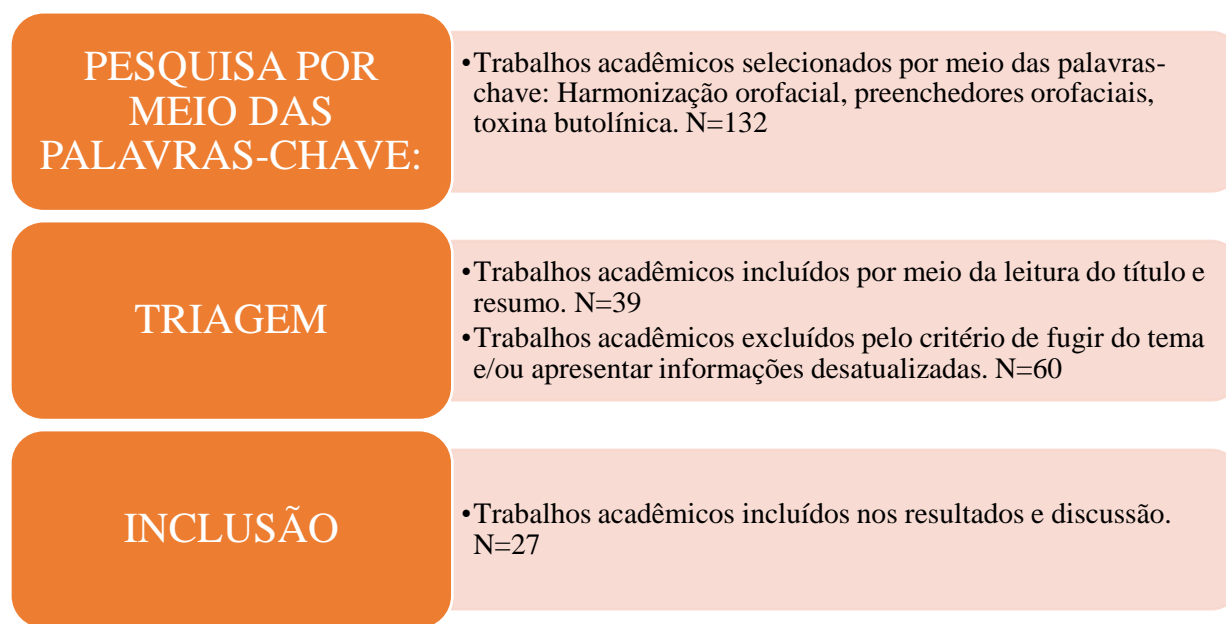 PESQUISA POR
MEIO DAS
PALAVRAS-CHAVE:
•Trabalhos acadêmicos selecionados por meio das palavras-
chave: Harmonização orofacial, preenchedores orofaciais,
toxina butolínica. N=132
TRIAGEM
•Trabalhos acadêmicos incluídos por meio da leitura do título e
resumo. N=39
•Trabalhos acadêmicos excluídos pelo critério de fugir do tema
e/ou apresentar informações desatualizadas. N=60
INCLUSÃO
•Trabalhos acadêmicos incluídos nos resultados e discussão.
N=27